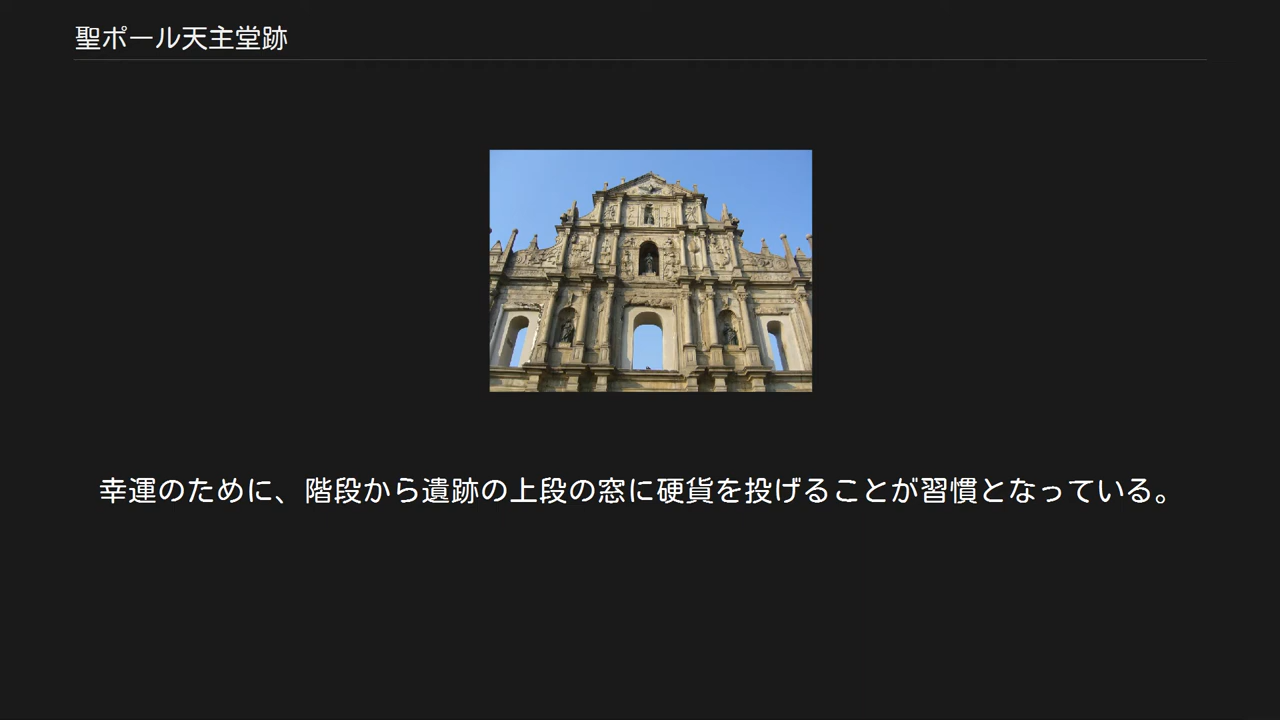 聖ポール天主堂跡
幸運のために、階段から遺跡の上段の窓に硬貨を投げることが習慣となっている。